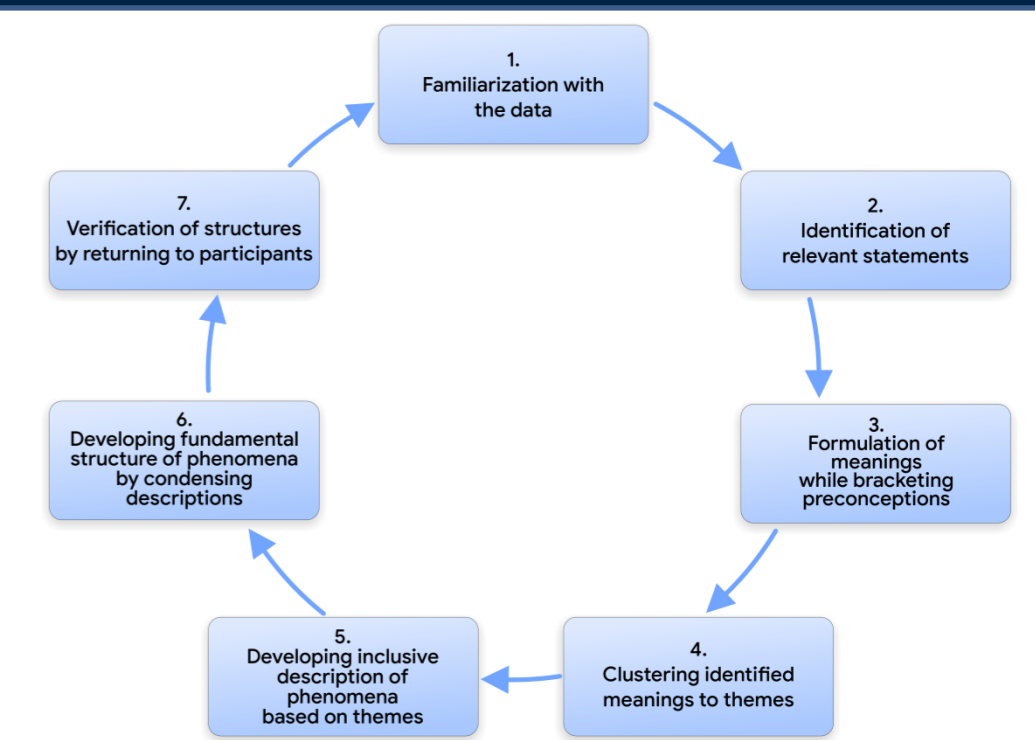 1.
Familiarization with
the data
2.
Identification of
relevant statements
3.
Formulation of
meanings
while bracketing
preconceptions
4.
Clustering identified
meanings to themes
5.
Developing inclusive
description of
phenomena
based on themes
6.
Developing fundamental
structure of phenomena
by condensing
descriptions
7.
Verification of structures
by returning to participants